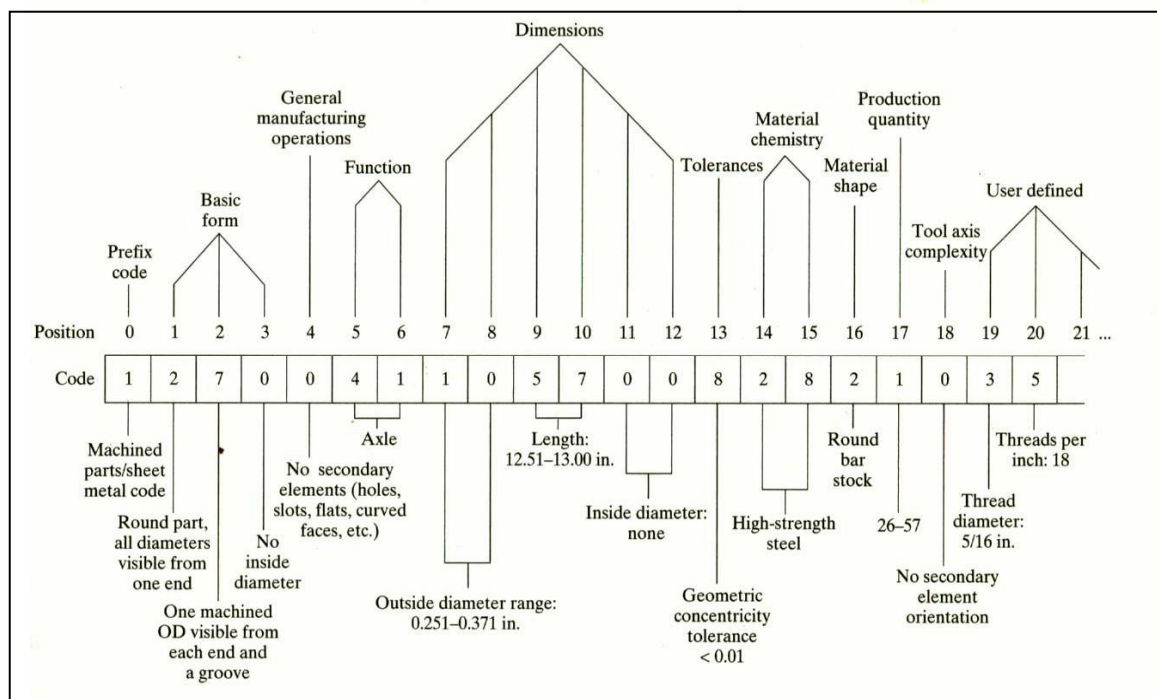 Dimensions
General
manufacturing
operations
Production
quantity
Material
chemistry
Function
Tolerances
Material
shape
User defined
Basic
form
Tool axis
complexity
Prefix
code
Position 0 1 2 3 4 5 6 7 8 9 10 11 12 13 14 15 16 17 18 19 20 21 ...
Code 1 2 7 0 0 4 1 1 0 5 7 0 0 8 2 8 2 1 0 3 5
Machined
parts/sheet
metal code
Round part,
all diameters
visible from
one end
One machined
OD visible from
each end and
a groove
No
inside
diameter
No secondary
elements (holes,
slots, flats, curved
faces, etc.)
Axle
Outside diameter range:
0.251–0.371 in.
Length:
12.51–13.00 in.
Inside diameter:
none
Geometric
concentricity
tolerance
< 0.01
High-strength
steel
Round
bar
stock
26–57
No secondary
element
orientation
Thread
diameter:
5/16 in.
Threads per
inch: 18